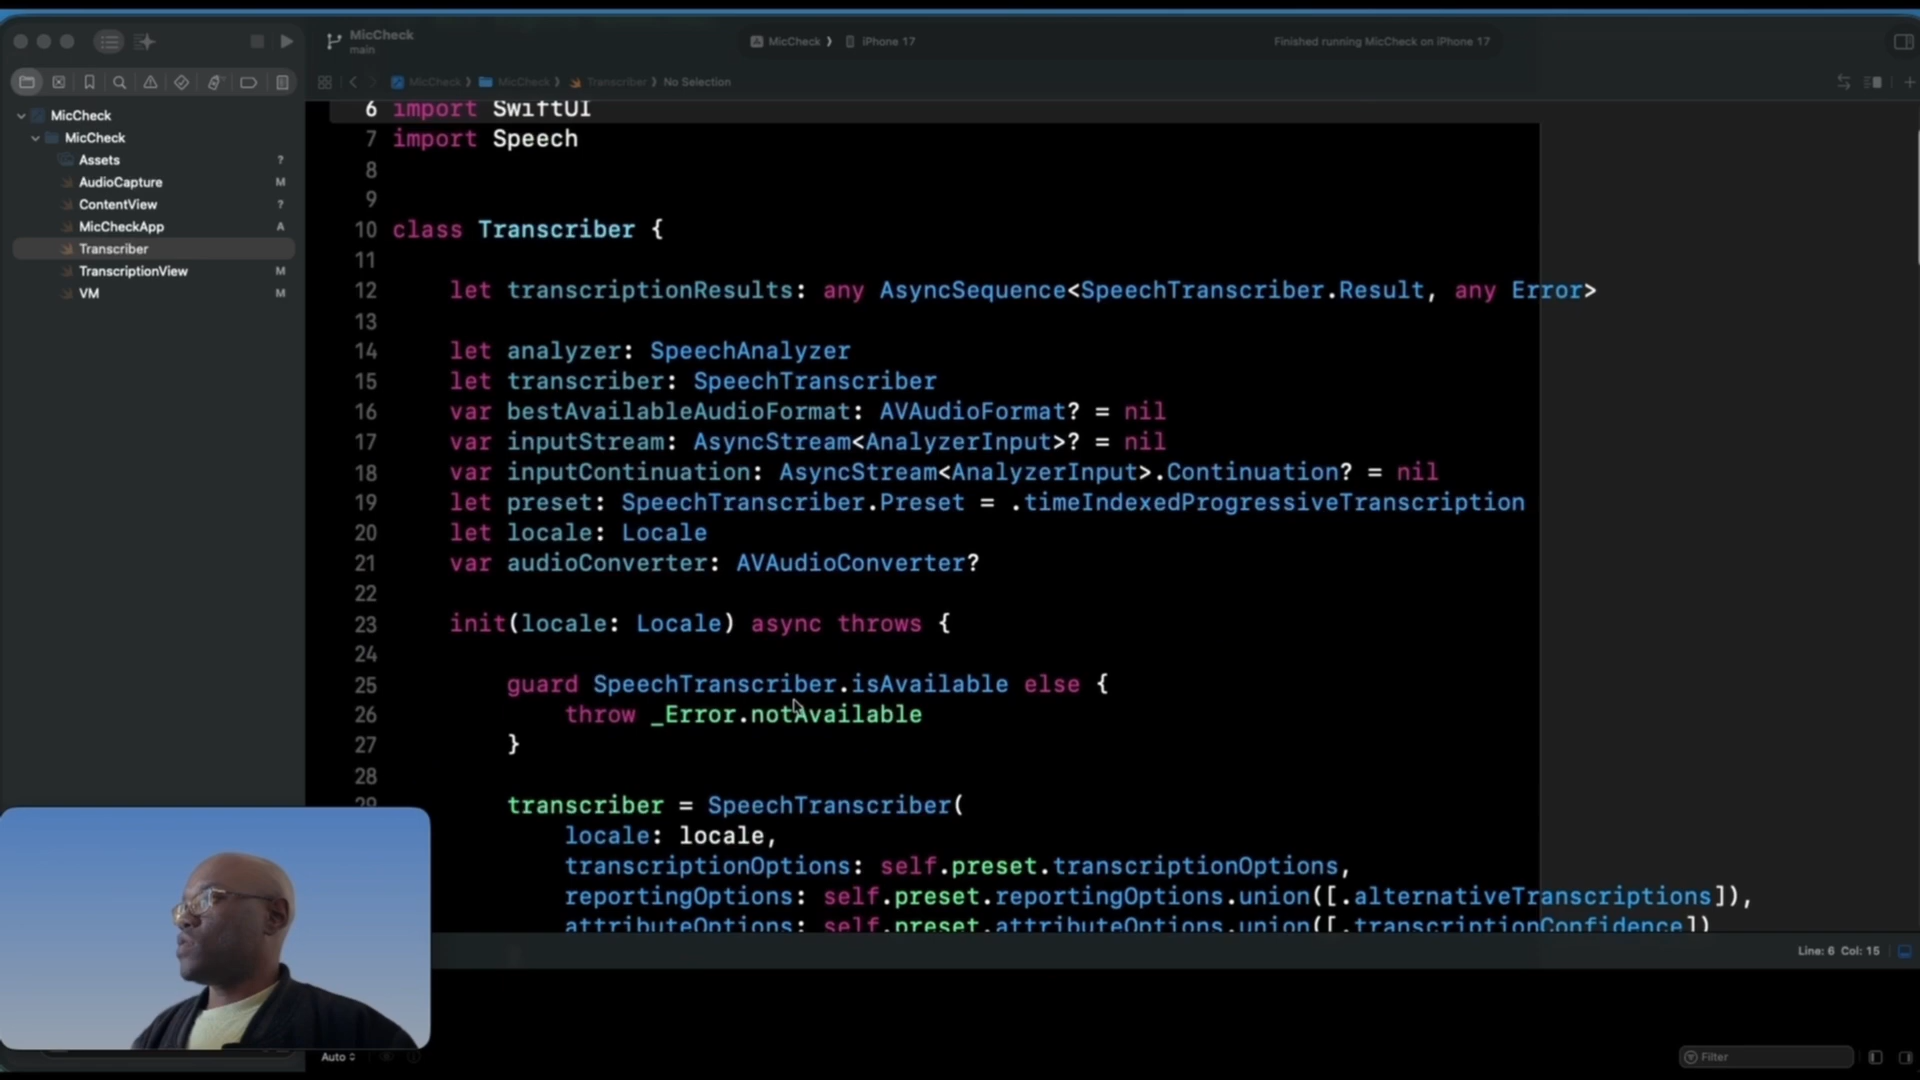 MicCheck
main
MicCheck
iPhone 17
Finished running MicCheck on iPhone 17
MicCheck
MicCheck
Transcriber
No Selection
MicCheck
MicCheck
Assets ?
AudioCapture M
ContentView ?
MicCheckApp A
Transcriber
TranscriptionView M
VM M
6 import SwiftUI
7 import Speech
8
9
10 class Transcriber {
11
12 let transcriptionResults: any AsyncSequence<SpeechTranscriber.Result, any Error>
13
14 let analyzer: SpeechAnalyzer
15 let transcriber: SpeechTranscriber
16 var bestAvailableAudioFormat: AVAudioFormat? = nil
17 var inputStream: AsyncStream<AnalyzerInput>? = nil
18 var inputContinuation: AsyncStream<AnalyzerInput>.Continuation? = nil
19 let preset: SpeechTranscriber.Preset = .timeIndexedProgressiveTranscription
20 let locale: Locale
21 var audioConverter: AVAudioConverter?
22
23 init(locale: Locale) async throws {
24
25 guard SpeechTranscriber.isAvailable else {
26 throw _Error.notAvailable
27 }
28
29 transcriber = SpeechTranscriber(
locale: locale,
transcriptionOptions: self.preset.transcriptionOptions,
reportingOptions: self.preset.reportingOptions.union([.alternativeTranscriptions]),
attributeOptions: self.preset.attributeOptions.union([.transcriptionConfidence])
Line: 6 Col: 15
Auto
Filter